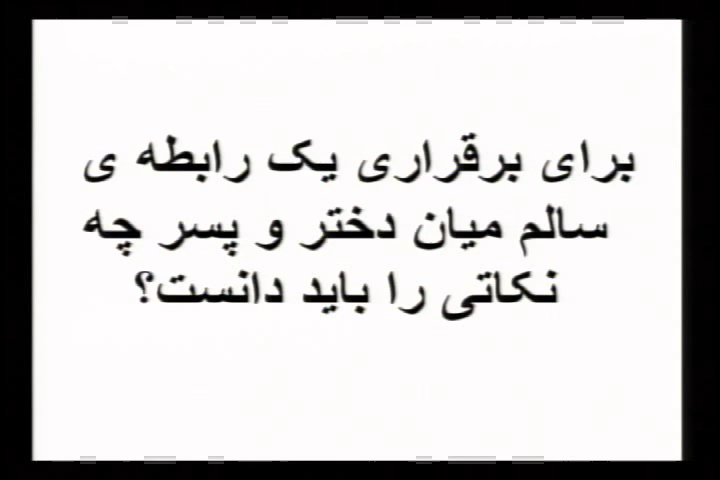 برای برقراری یک رابطه ی
سالم میان دختر و پسر چه
نکاتی را باید دانست؟